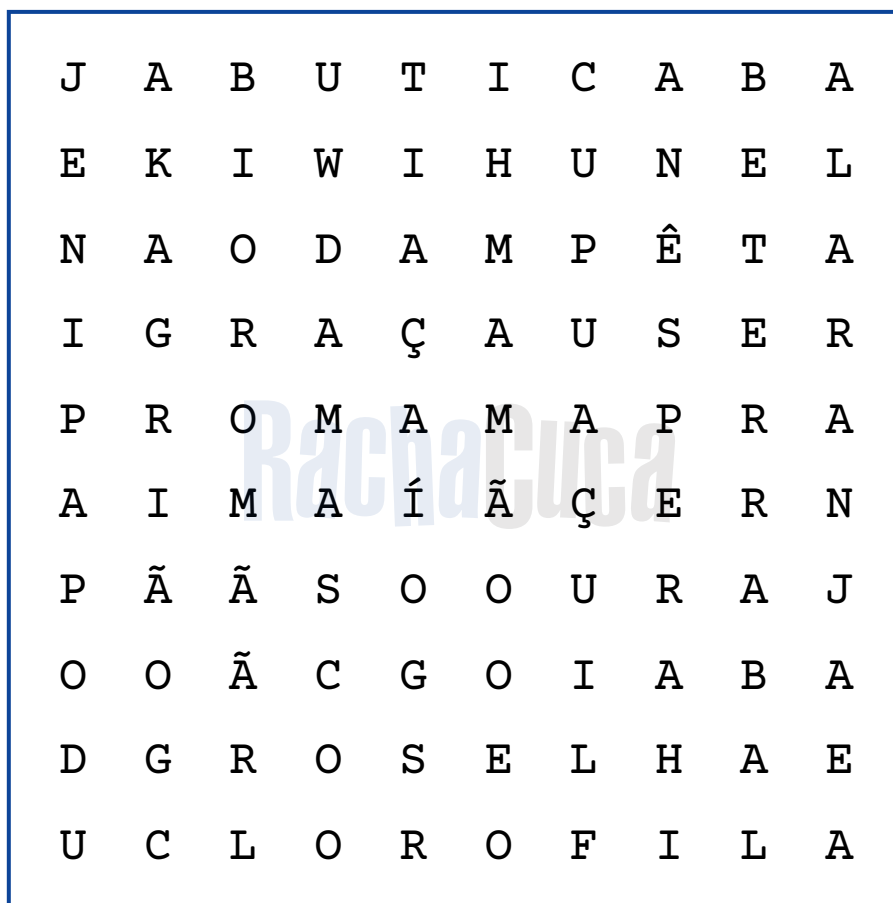 J A B U T I C A B A
E K I W I H U N E L
N A O D A M P Ê T A
I G R A Ç A U S E R
P R O M A M A P R A
RachaCuca
A I M A Í Ã Ç E R N
P Ã Ã S O O U R A J
O O Ã C G O I A B A
D G R O S E L H A E
U C L O R O F I L A